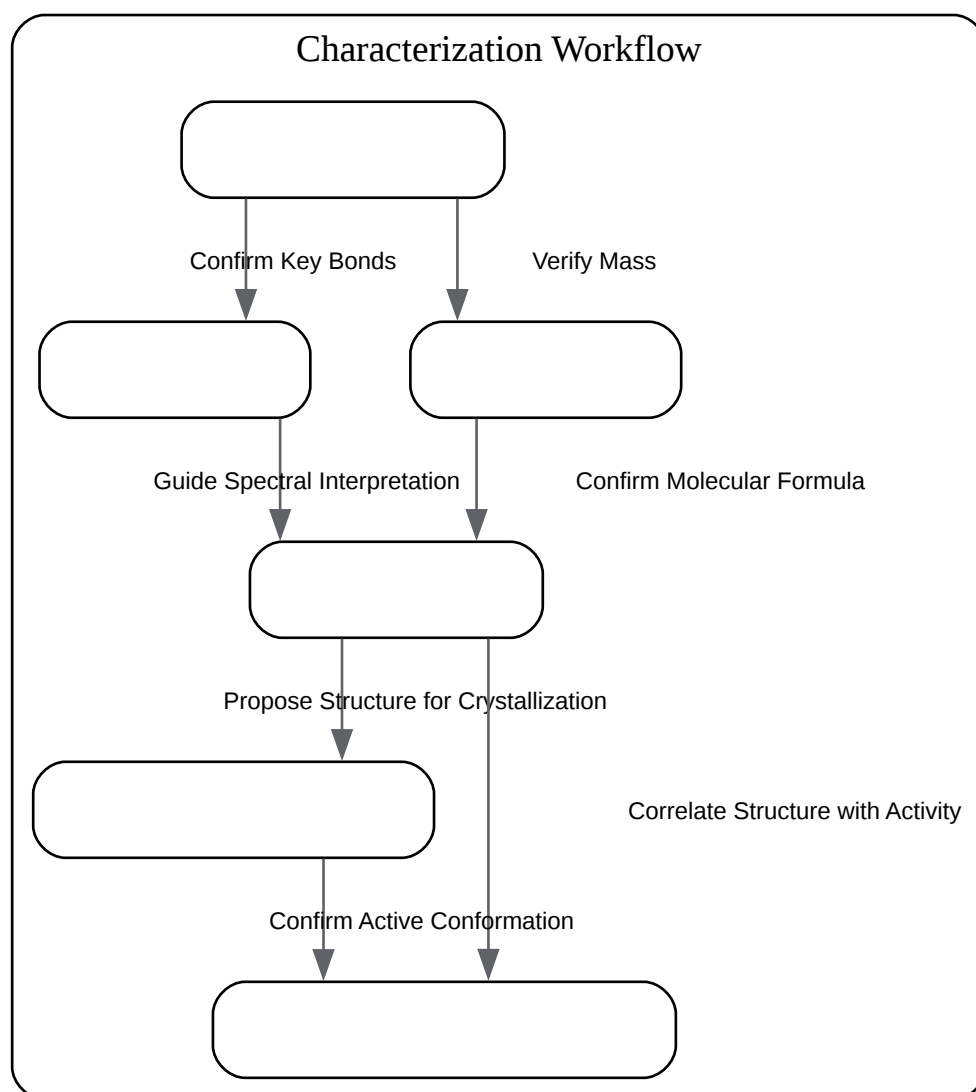 Characterization Workflow
Confirm Key Bonds
Verify Mass
Guide Spectral Interpretation
Confirm Molecular Formula
Propose Structure for Crystallization
Correlate Structure with Activity
Confirm Active Conformation